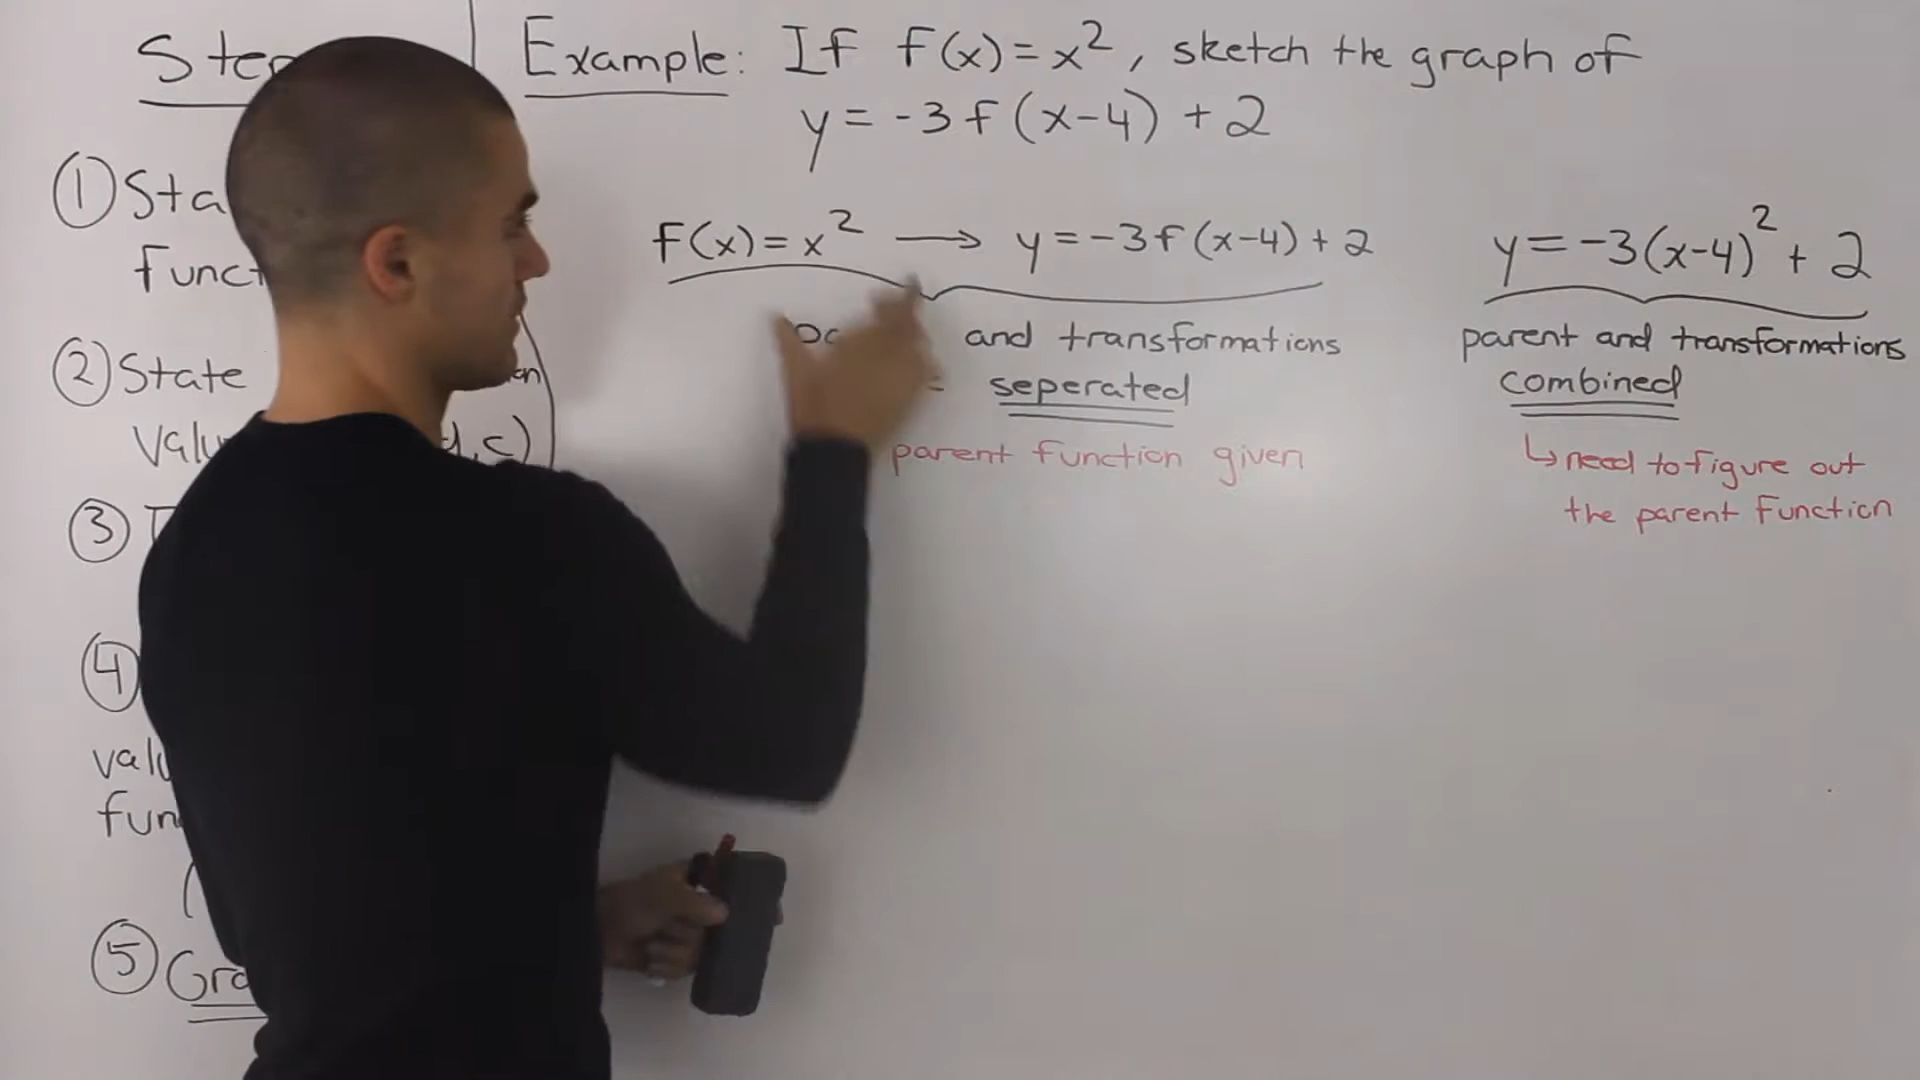 Example: If f(x) = x², sketch the graph of
y = -3f(x-4) + 2
① Sta
Func
② State
Valu d,c)
③
④
valu
fun
(
⑤ Gra
f(x) = x² → y = -3f(x-4) + 2
and transformations
seperated
parent function given
y = -3(x-4)² + 2
parent and transformations
combined
↳ need to figure out
the parent function